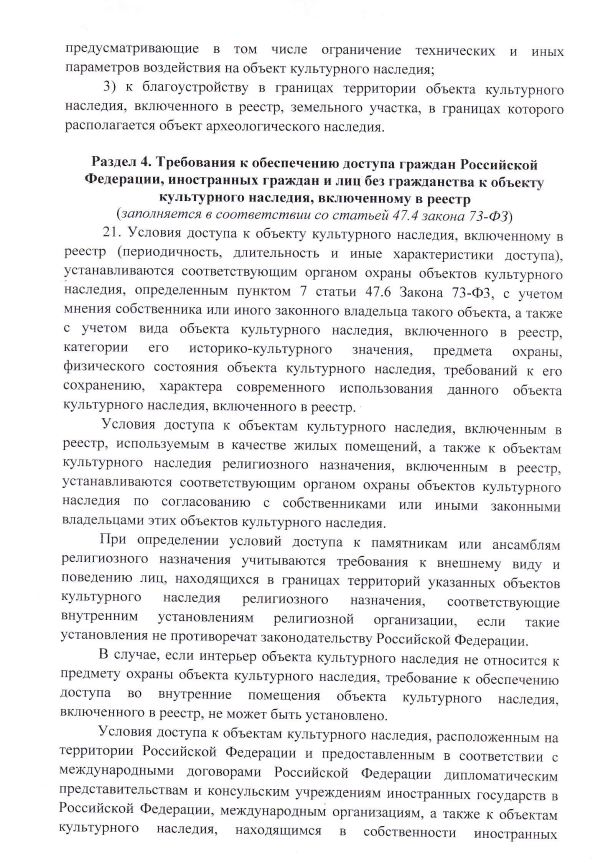 предусматривающие в том числе ограничение технических и иных
параметров воздействия на объект культурного наследия;
3) к благоустройству в границах территории объекта культурного
наследия, включенного в реестр, земельного участка, в границах которого
располагается объект археологического наследия.
Раздел 4. Требования к обеспечению доступа граждан Российской
Федерации, иностранных граждан и лиц без гражданства к объекту
культурного наследия, включенному в реестр
(заполняется в соответствии со статьей 47.4 закона 73-ФЗ)
21. Условия доступа к объекту культурного наследия, включенному в
реестр (периодичность, длительность и иные характеристики доступа),
устанавливаются соответствующим органом охраны объектов культурного
наследия, определенным пунктом 7 статьи 47.6 Закона 73-ФЗ, с учетом
мнения собственника или иного законного владельца такого объекта, а также
с учетом вида объекта культурного наследия, включенного в реестр,
категории его историко-культурного значения, предмета охраны,
физического состояния объекта культурного наследия, требований к его
сохранению, характера современного использования данного объекта
культурного наследия, включенного в реестр.
Условия доступа к объектам культурного наследия, включенным в
реестр, используемым в качестве жилых помещений, а также к объектам
культурного наследия религиозного назначения, включенным в реестр,
устанавливаются соответствующим органом охраны объектов культурного
наследия по согласованию с собственниками или иными законными
владельцами этих объектов культурного наследия.
При определении условий доступа к памятникам или ансамблям
религиозного назначения учитываются требования к внешнему виду и
поведению лиц, находящихся в границах территорий указанных объектов
культурного наследия религиозного назначения, соответствующие
внутренним установлениям религиозной организации, если такие
установления не противоречат законодательству Российской Федерации.
В случае, если интерьер объекта культурного наследия не относится к
предмету охраны объекта культурного наследия, требование к обеспечению
доступа во внутренние помещения объекта культурного наследия,
включенного в реестр, не может быть установлено.
Условия доступа к объектам культурного наследия, расположенным на
территории Российской Федерации и предоставленным в соответствии с
международными договорами Российской Федерации дипломатическим
представительствам и консульским учреждениям иностранных государств в
Российской Федерации, международным организациям, а также к объектам
культурного наследия, находящимся в собственности иностранных